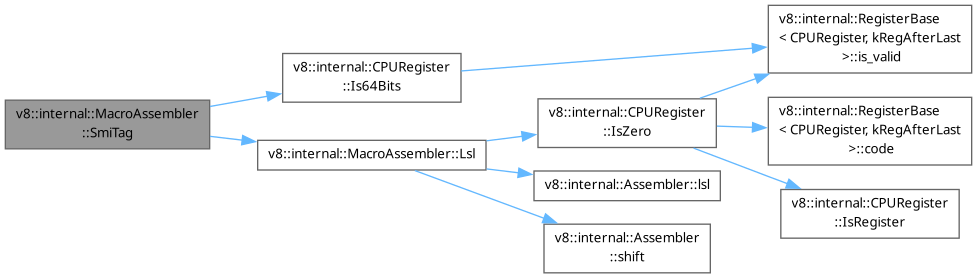 v8::internal::MacroAssembler
::SmiTag
v8::internal::CPURegister
::Is64Bits
v8::internal::MacroAssembler::Lsl
v8::internal::CPURegister
::IsZero
v8::internal::Assembler::lsl
v8::internal::Assembler
::shift
v8::internal::RegisterBase
< CPURegister, kRegAfterLast
>::is_valid
v8::internal::RegisterBase
< CPURegister, kRegAfterLast
>::code
v8::internal::CPURegister
::IsRegister